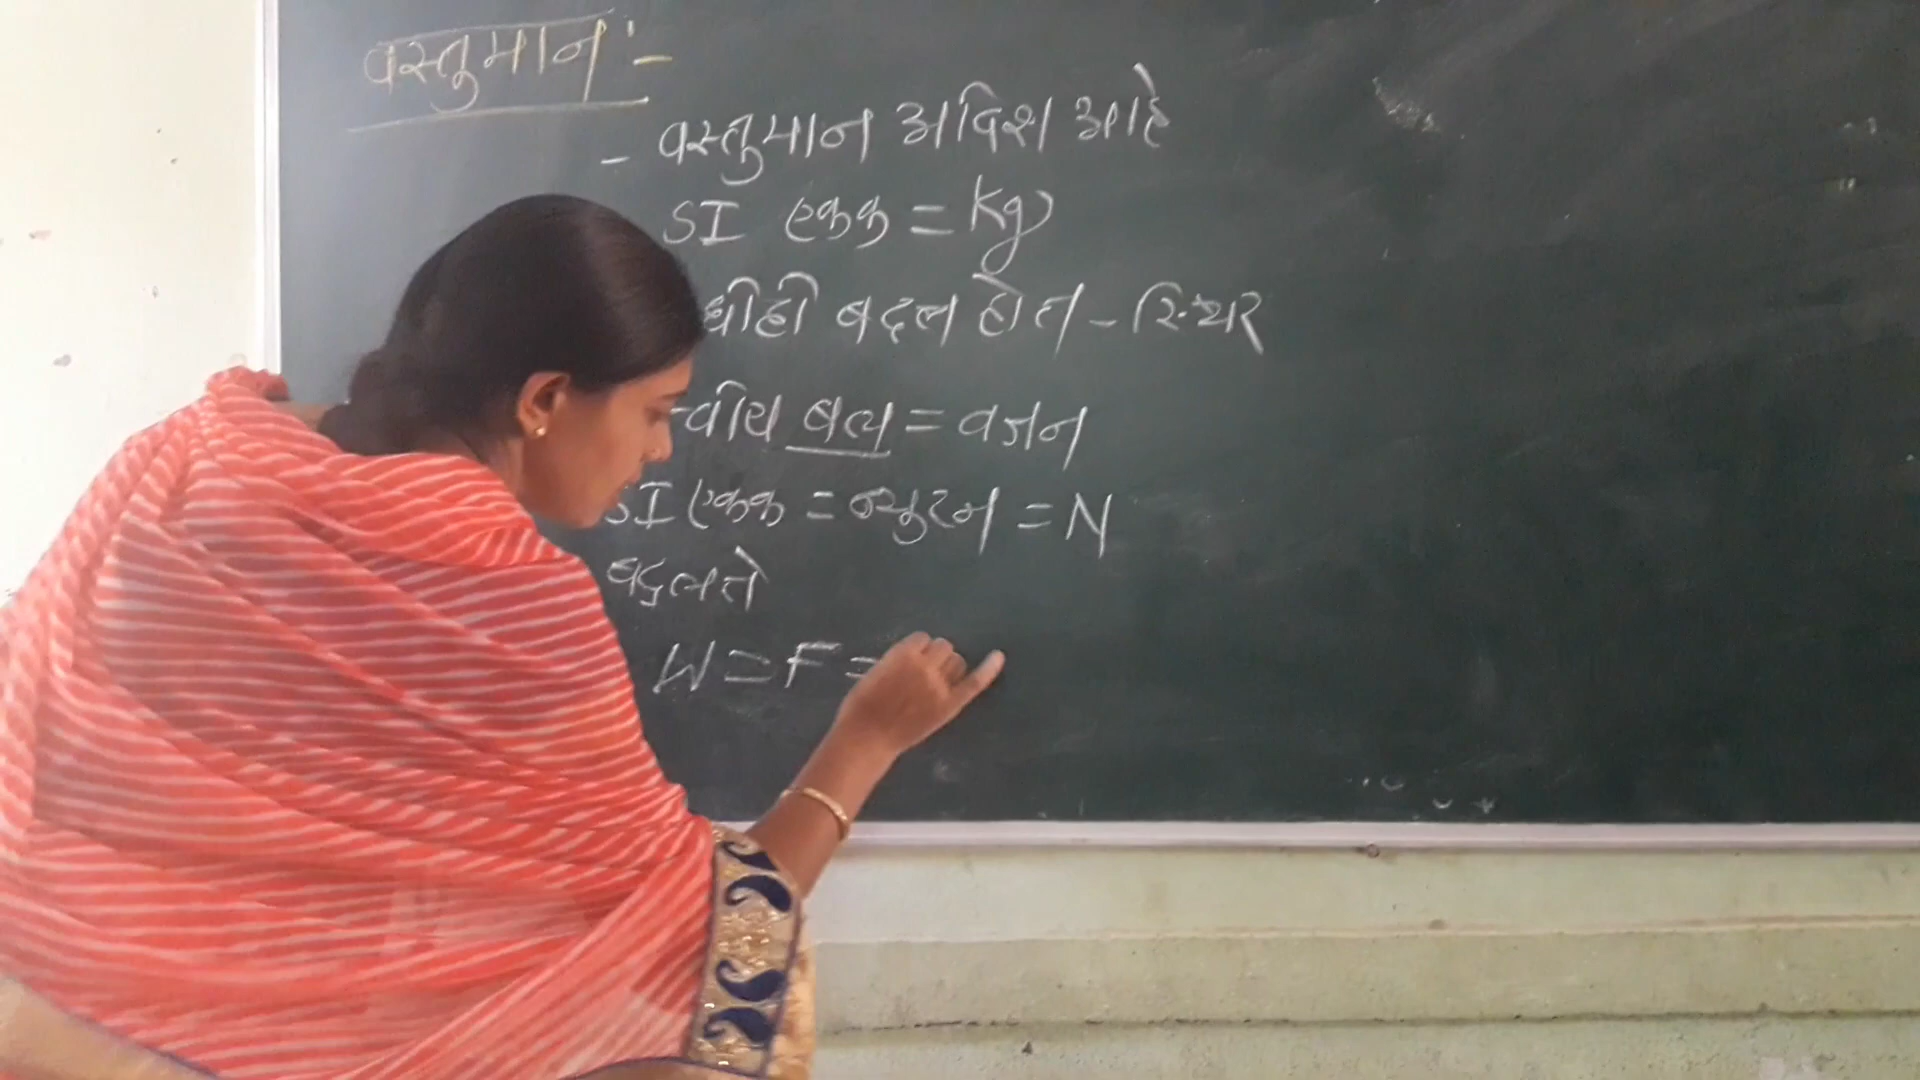 वस्तुमान :-
- वस्तुमान अदिश आहे
SI एकक = Kg
धीही बदल होत - स्थिर
वीय बल = वजन
SI एकक = न्युटन = N
बदलते
W = F =